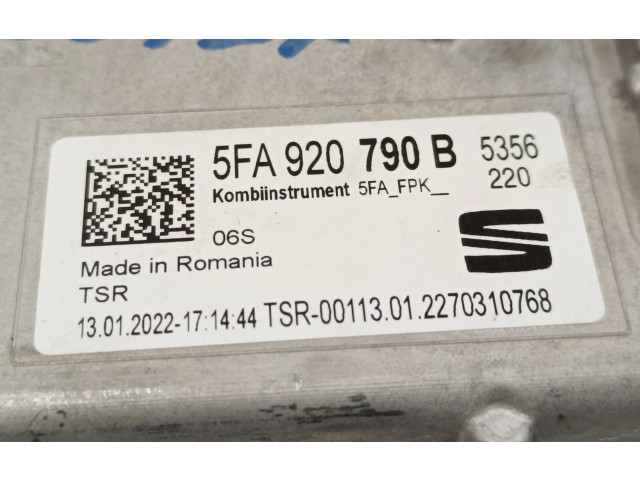 5FA 920 790 B 5356
Kombiinstrument 5FA_FPK__ 220
06S
Made in Romania
TSR
13.01.2022-17:14:44 TSR-00113.01.2270310768